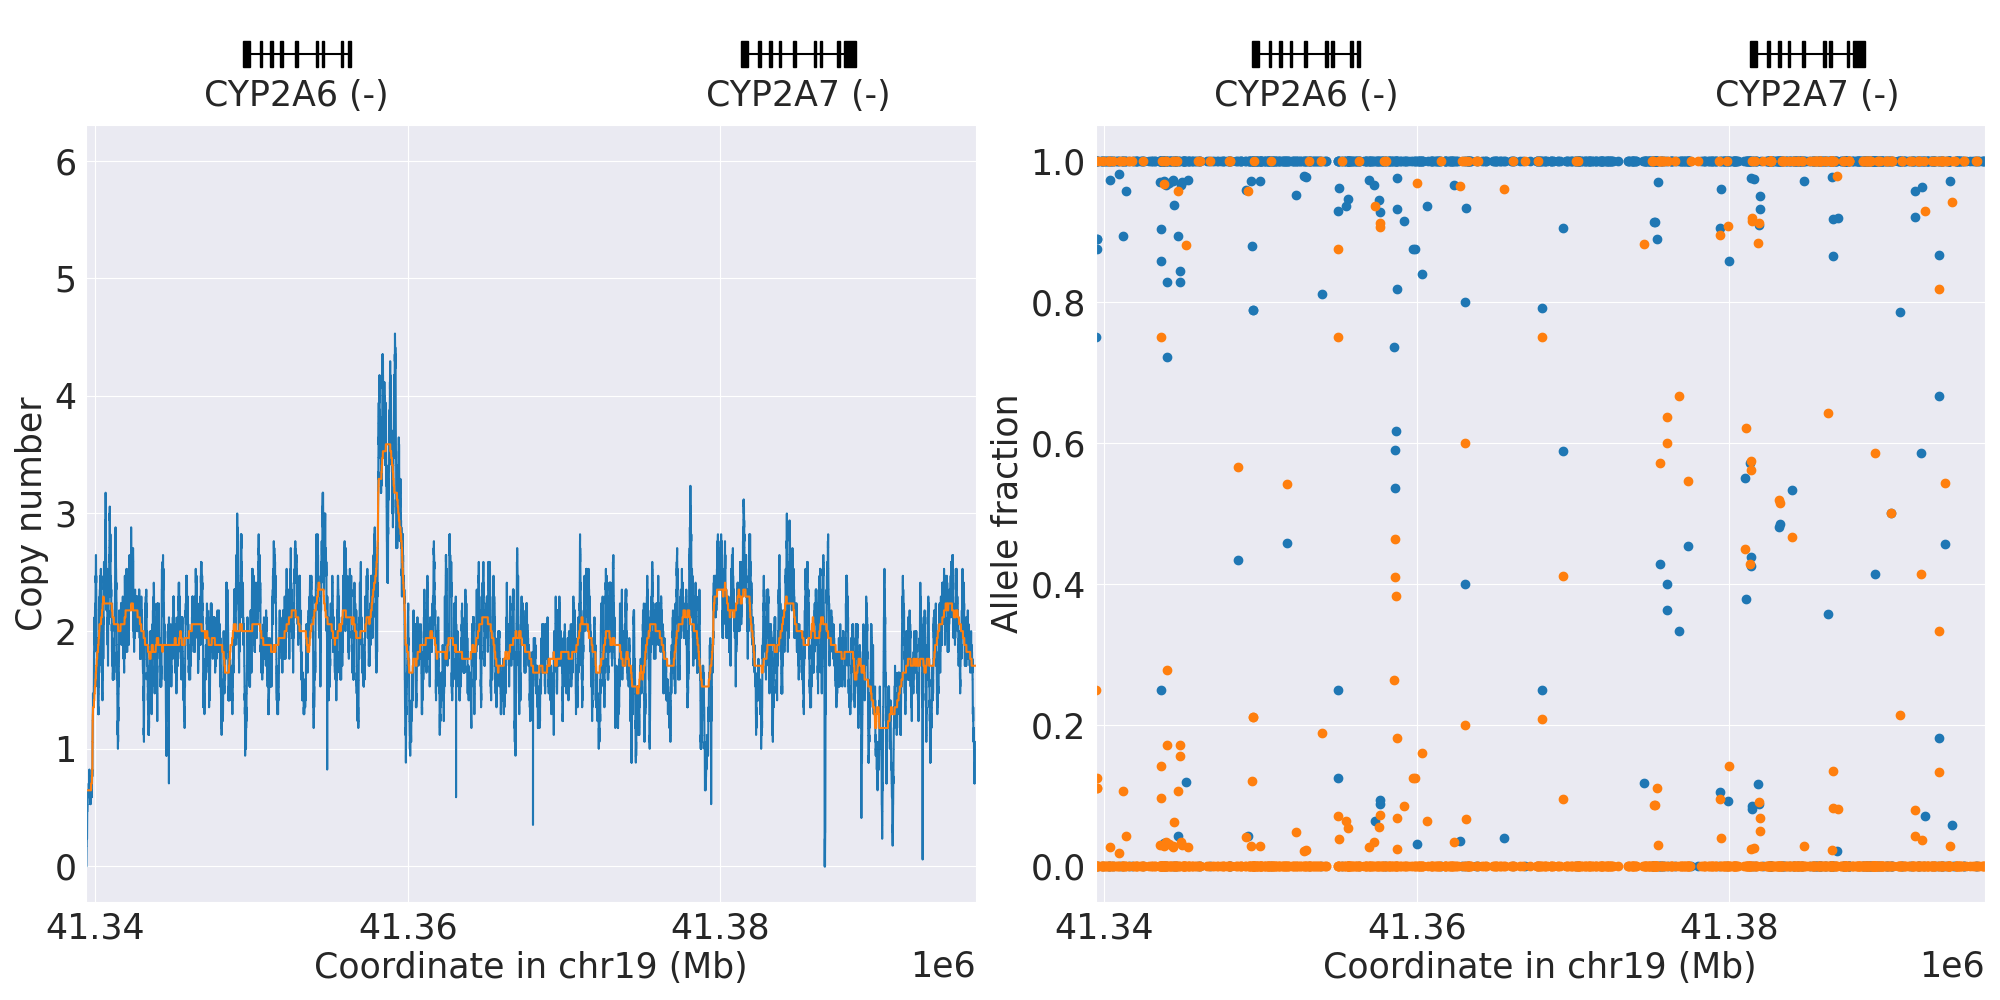 CYP2A6 (-)
CYP2A7 (-)
Copy number
6
5
4
3
2
1
0
41.34
41.36
41.38
Coordinate in chr19 (Mb)
1e6
CYP2A6 (-)
CYP2A7 (-)
Allele fraction
1.0
0.8
0.6
0.4
0.2
0.0
41.34
41.36
41.38
Coordinate in chr19 (Mb)
1e6